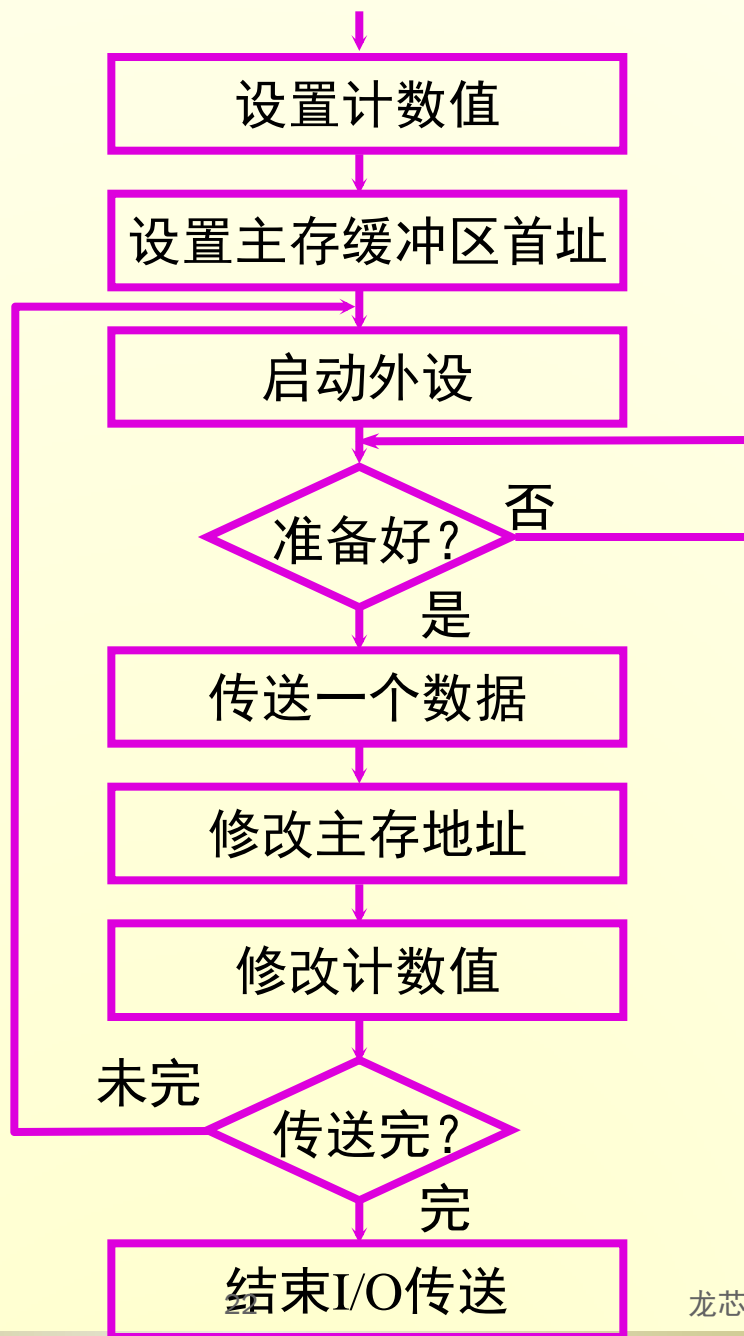 设置计数值
设置主存缓冲区首址
启动外设
准备好?
否
是
传送一个数据
修改主存地址
修改计数值
未完
传送完?
完
结束I/O传送
22
龙芯